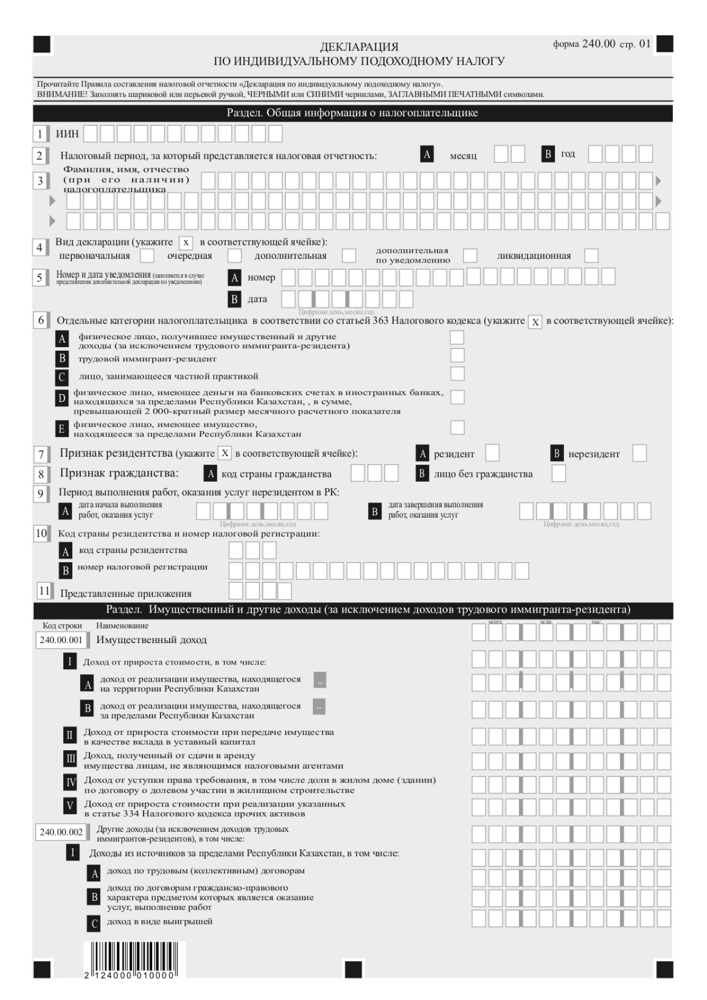 форма 240.00 стр. 01
ДЕКЛАРАЦИЯ
ПО ИНДИВИДУАЛЬНОМУ ПОДОХОДНОМУ НАЛОГУ
Прочитайте Правила составления налоговой отчетности «Декларация по индивидуальному подоходному налогу».
ВНИМАНИЕ! Заполнять шариковой или перьевой ручкой, ЧЕРНЫМИ или СИНИМИ чернилами, ЗАГЛАВНЫМИ ПЕЧАТНЫМИ символами.
Раздел. Общая информация о налогоплательщике
1 ИИН
2 Налоговый период, за который представляется налоговая отчетность: A месяц B год
Фамилия, имя, отчество
3 (при его наличии)
налогоплательщика
4 Вид декларации (укажите x в соответствующей ячейке):
первоначальная очередная дополнительная дополнительная по уведомлению ликвидационная
5 Номер и дата уведомления (заполняется в случае A номер
представления дополнительной декларации по уведомлению)
B дата
Цифрами день,месяц,год
6 Отдельные категории налогоплательщика в соответствии со статьей 363 Налогового кодекса (укажите X в соответствующей ячейке):
A физическое лицо, получившее имущественный и другие
доходы (за исключением трудового иммигранта-резидента)
B трудовой иммигрант-резидент
C лицо, занимающееся частной практикой
D физическое лицо, имеющее деньги на банковских счетах в иностранных банках,
находящихся за пределами Республики Казахстан, , в сумме,
превышающей 2 000-кратный размер месячного расчетного показателя
E физическое лицо, имеющее имущество,
находящееся за пределами Республики Казахстан
7 Признак резидентства (укажите X в соответствующей ячейке): A резидент B нерезидент
8 Признак гражданства: A код страны гражданства B лицо без гражданства
9 Период выполнения работ, оказания услуг нерезидентом в РК:
A дата начала выполнения
работ, оказания услуг
Цифрами день,месяц,год
B дата завершения выполнения
работ, оказания услуг
Цифрами день,месяц,год
10 Код страны резидентства и номер налоговой регистрации:
A код страны резидентства
B номер налоговой регистрации
11 Представленные приложения
Раздел. Имущественный и другие доходы (за исключением доходов трудового иммигранта-резидента)
Код строки Наименование млрд. млн. тыс.
240.00.001 Имущественный доход
I Доход от прироста стоимости, в том числе:
A доход от реализации имущества, находящегося ...
на территории Республики Казахстан
B доход от реализации имущества, находящегося ...
за пределами Республики Казахстан
II Доход от прироста стоимости при передаче имущества
в качестве вклада в уставный капитал
III Доход, полученный от сдачи в аренду
имущества лицам, не являющимся налоговыми агентами
IV Доход от уступки права требования, в том числе доли в жилом доме (здании)
по договору о долевом участии в жилищном строительстве
V Доход от прироста стоимости при реализации указанных
в статье 334 Налогового кодекса прочих активов
240.00.002 Другие доходы (за исключением доходов трудовых
иммигрантов-резидентов), в том числе:
I Доходы из источников за пределами Республики Казахстан, в том числе:
A доход по трудовым (коллективным) договорам
B доход по договорам гражданско-правового
характера предметом которых является оказание
услуг, выполнение работ
C доход в виде выигрышей
2 124000 010000